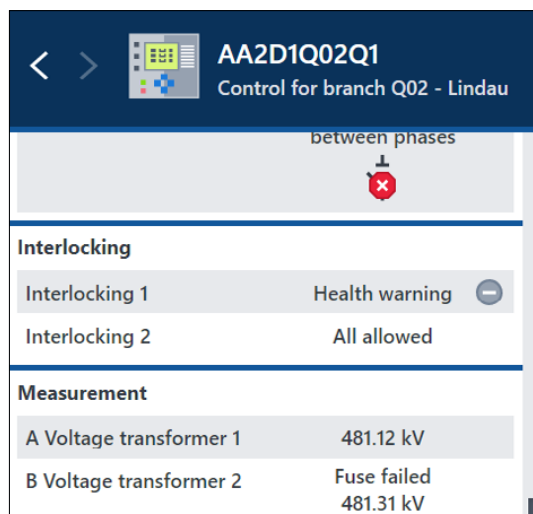 AA2D1Q02Q1
Control for branch Q02 - Lindau
between phases
Interlocking
Interlocking 1 Health warning
Interlocking 2 All allowed
Measurement
A Voltage transformer 1 481.12 kV
B Voltage transformer 2 Fuse failed
481.31 kV